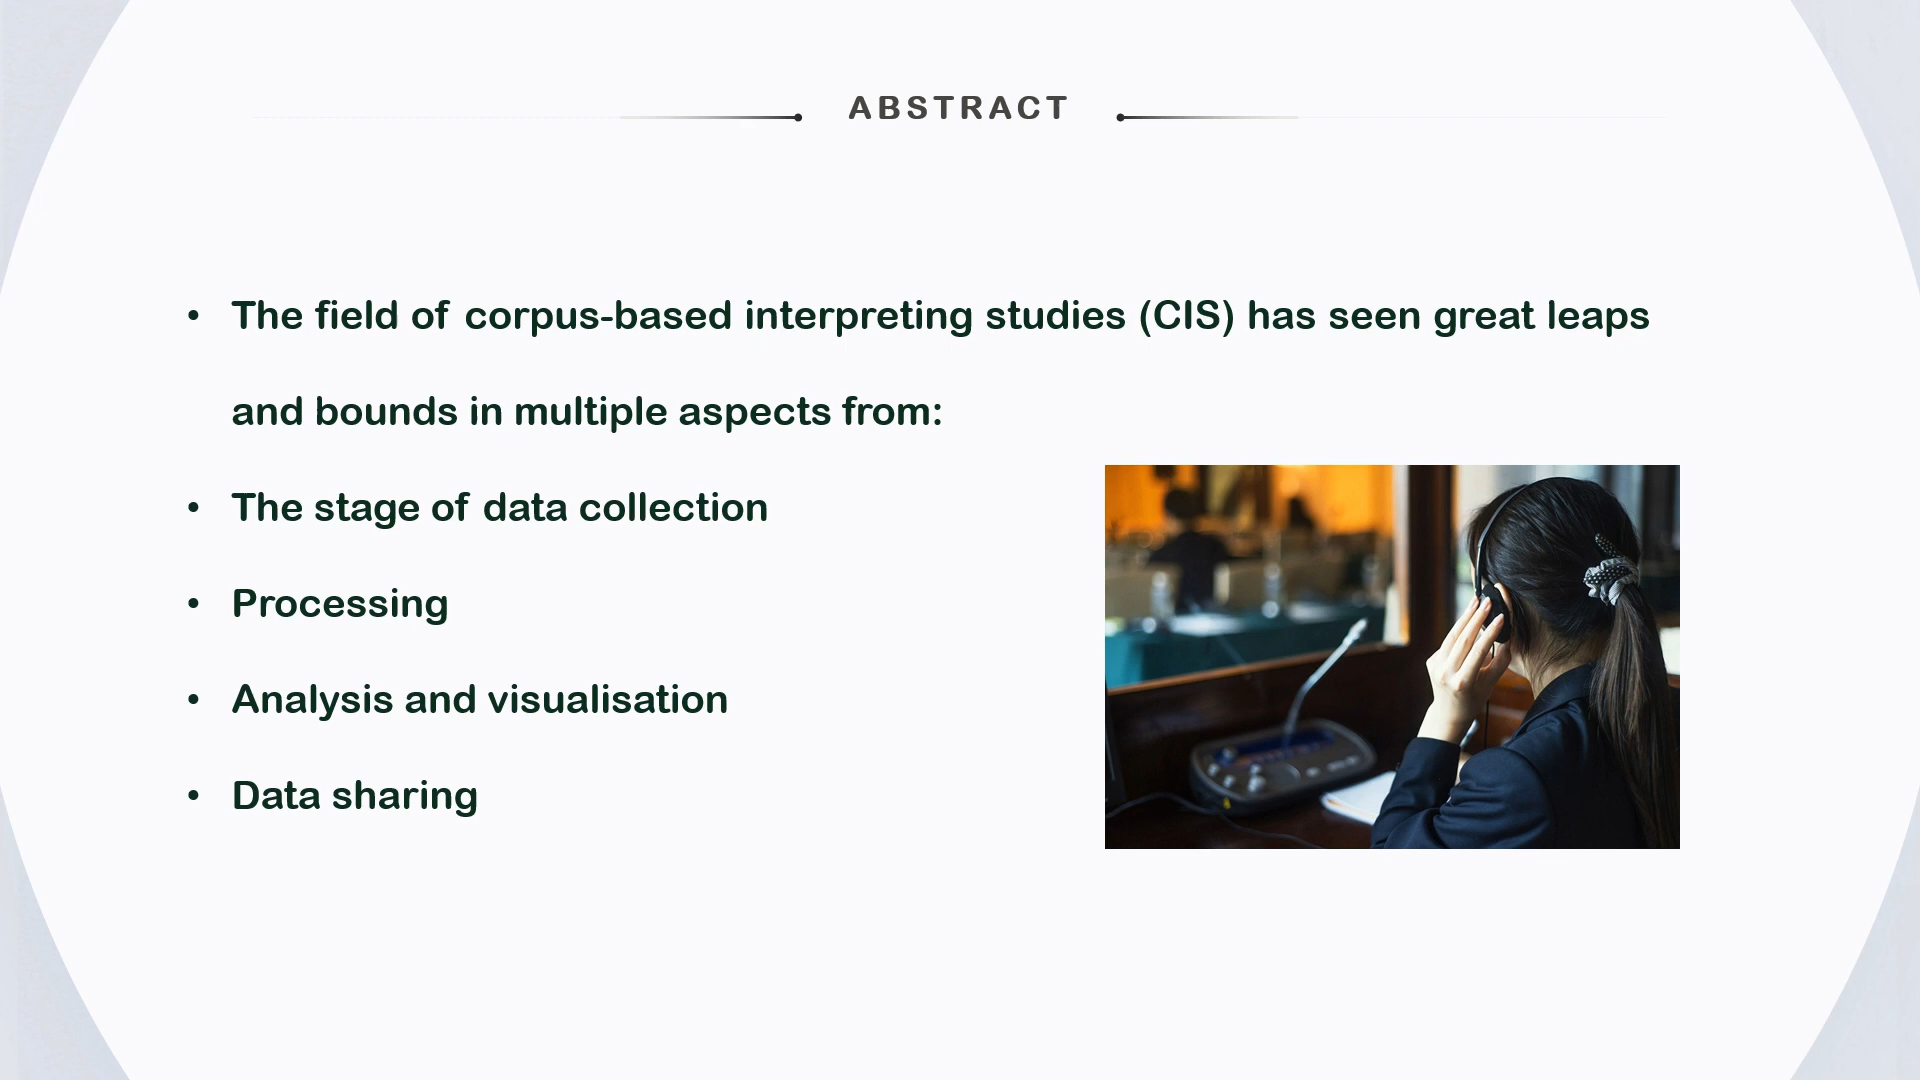 ABSTRACT
• The field of corpus-based interpreting studies (CIS) has seen great leaps
and bounds in multiple aspects from:
• The stage of data collection
• Processing
• Analysis and visualisation
• Data sharing